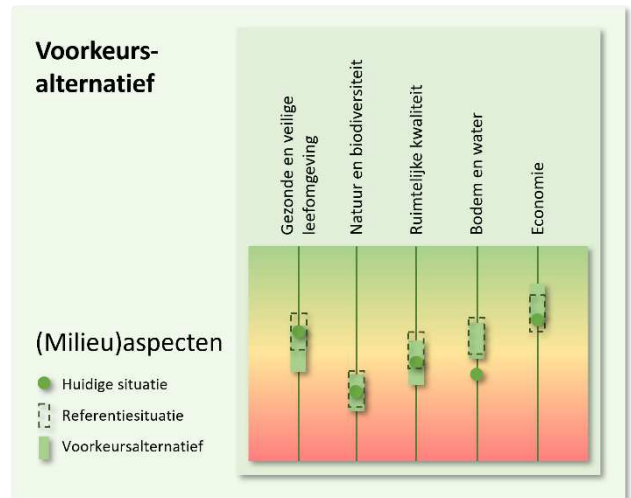 Voorkeurs-
alternatief
Gezonde en veilige
leefomgeving
Natuur en biodiversiteit
Ruimtelijke kwaliteit
Bodem en water
Economie
(Milieu)aspecten
Huidige situatie
Referentiesituatie
Voorkeursalternatief